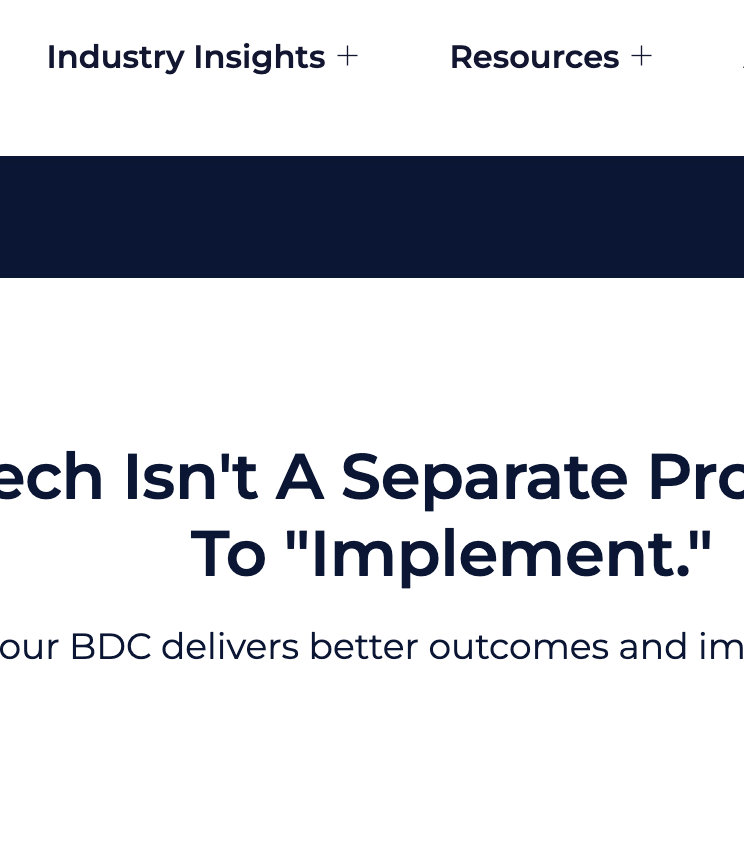 Industry Insights +
Resources +
ech Isn't A Separate Pro
To "Implement."
our BDC delivers better outcomes and im